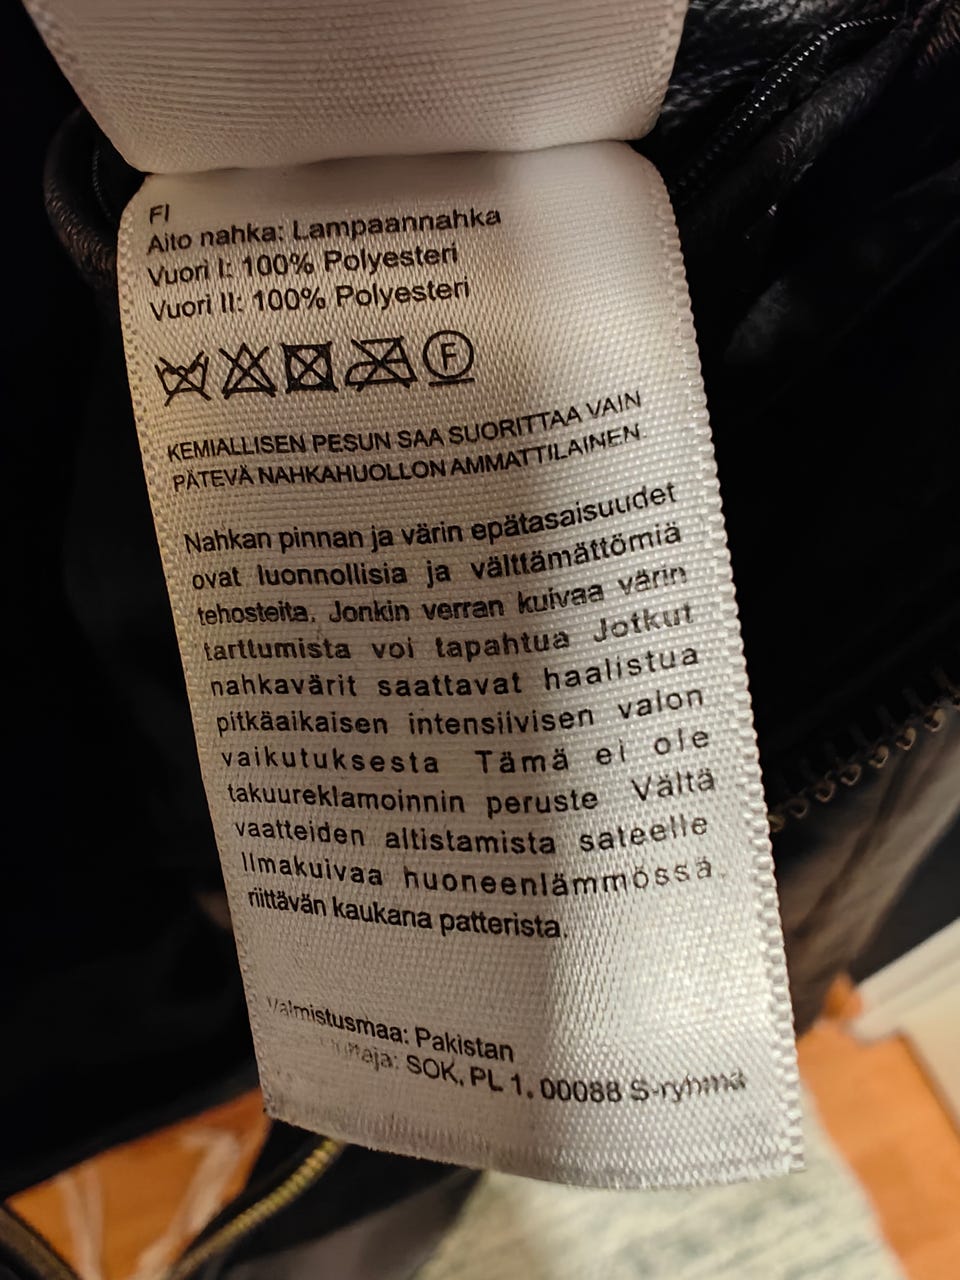 FI
Aito nahka: Lampaannahka
Vuori I: 100% Polyesteri
Vuori II: 100% Polyesteri
F
KEMIALLISEN PESUN SAA SUORITTAA VAIN
PÄTEVÄ NAHKAHUOLLON AMMATTILAINEN.
Nahkan pinnan ja värin epätasaisuudet
ovat luonnollisia ja välttämättömiä
tehosteita. Jonkin verran kuivaa värin
tarttumista voi tapahtua Jotkut
nahkavärit saattavat haalistua
pitkäaikaisen intensiivisen valon
vaikutuksesta Tämä ei ole
takuureklamoinnin peruste Vältä
vaatteiden altistamista sateelle
Ilmakuivaa huoneenlämmössä,
riittävän kaukana patterista.
Valmistusmaa: Pakistan
SOK, PL 1, 00088 S-ryhmä